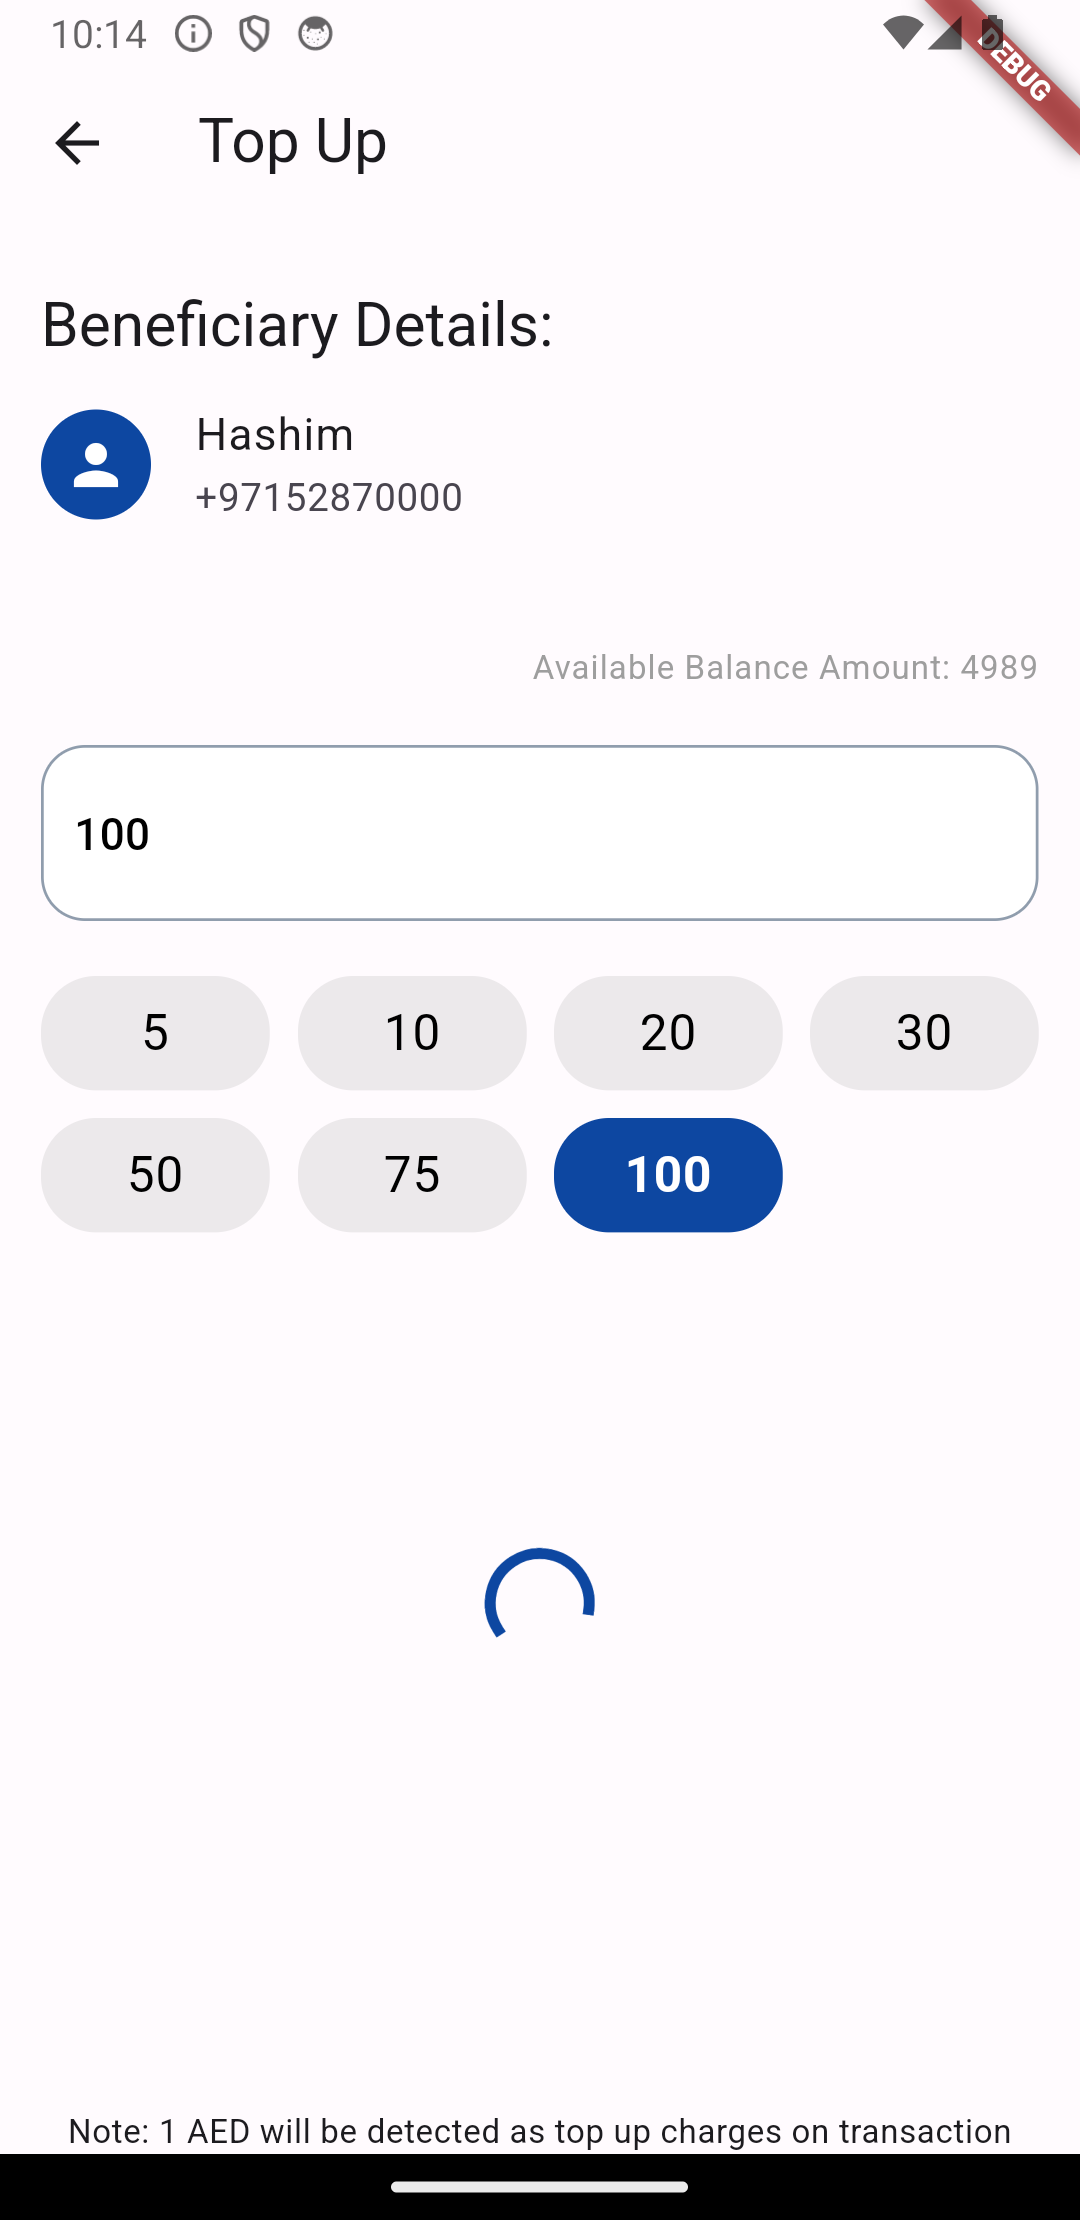 10:14
DEBUG
Top Up
Beneficiary Details:
Hashim
+97152870000
Available Balance Amount: 4989
100
5 10 20 30
50 75 100
Note: 1 AED will be detected as top up charges on transaction